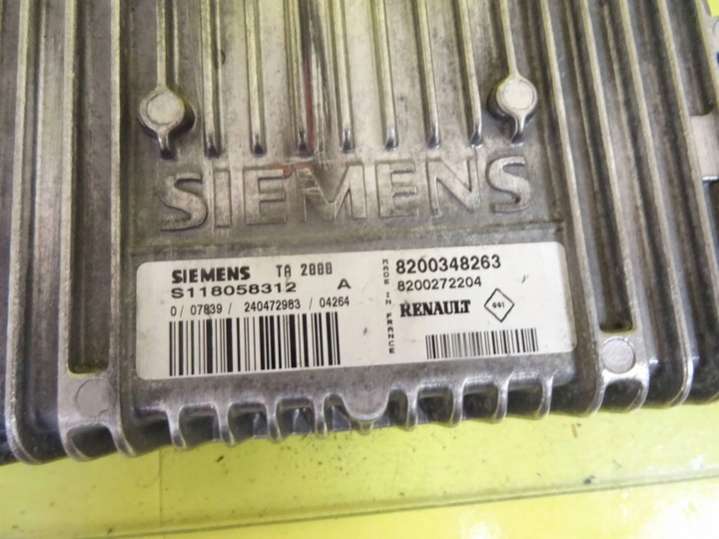 SIEMENS
SIEMENS TA 2000
S118058312 A
0 / 07839 / 240472983 / 04264
MADE IN FRANCE
8200348263
8200272204
RENAULT